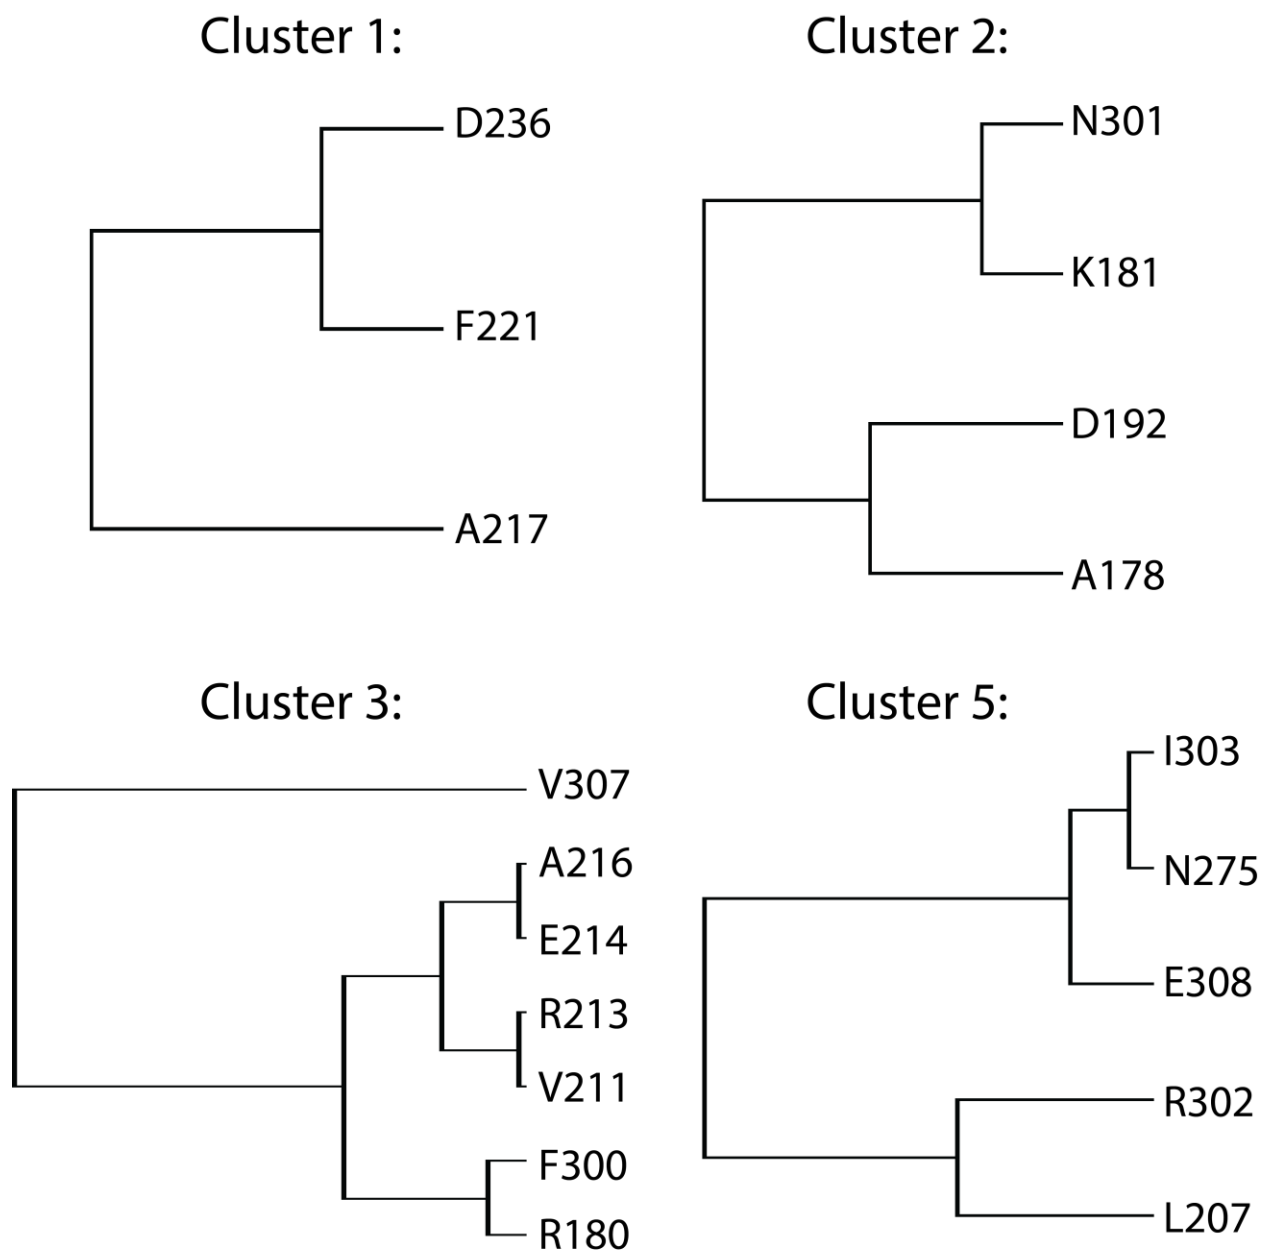 Cluster 1:
D236
F221
A217
Cluster 2:
N301
K181
D192
A178
Cluster 3:
V307
A216
E214
R213
V211
F300
R180
Cluster 5:
I303
N275
E308
R302
L207